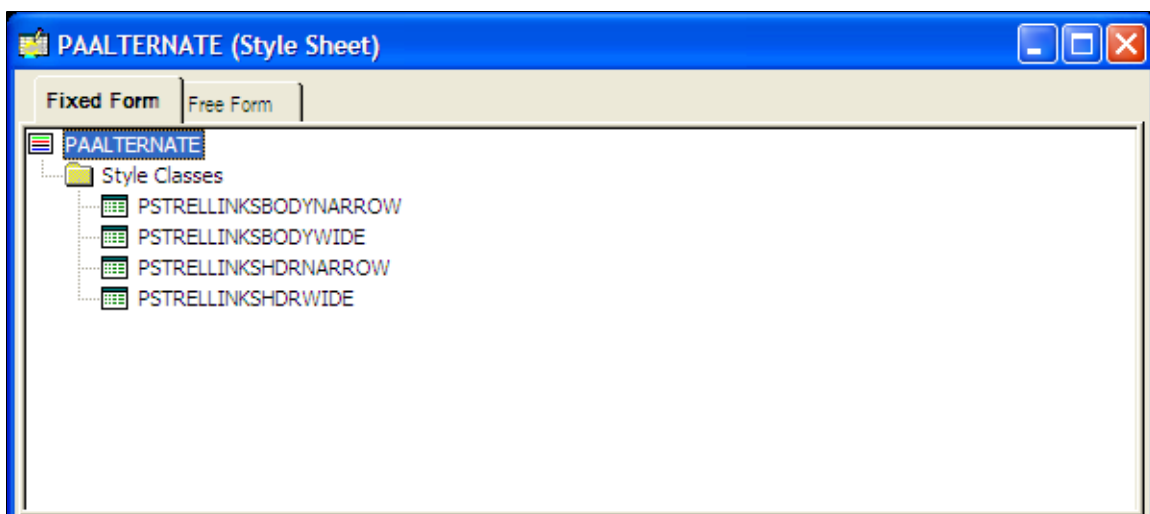 PAALTERNATE (Style Sheet)
Fixed Form Free Form
PAALTERNATE
Style Classes
PSTRELLINKSBODYNARROW
PSTRELLINKSBODYWIDE
PSTRELLINKSHDRNARROW
PSTRELLINKSHDRWIDE